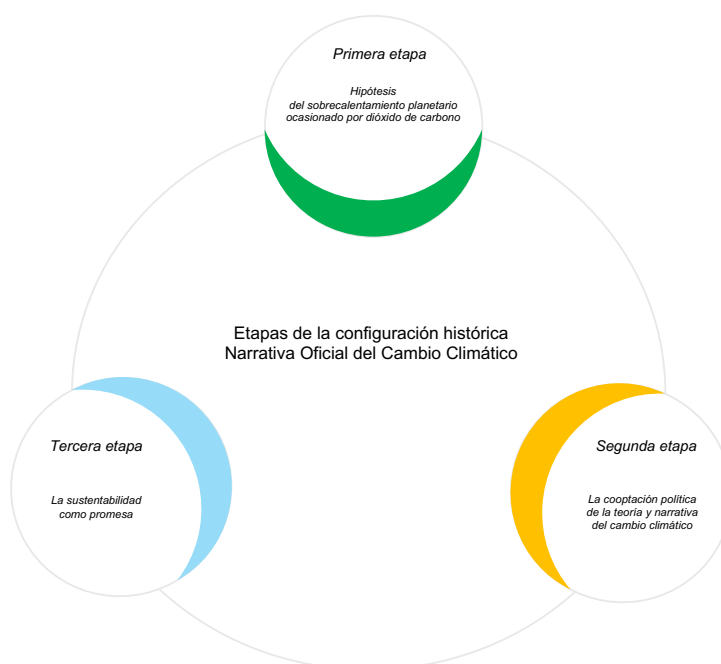 Primera etapa
Hipótesis
del sobrecalentamiento planetario
ocasionado por dióxido de carbono
Etapas de la configuración histórica
Narrativa Oficial del Cambio Climático
Tercera etapa
La sustentabilidad
como promesa
Segunda etapa
La cooptación política
de la teoría y narrativa
del cambio climático